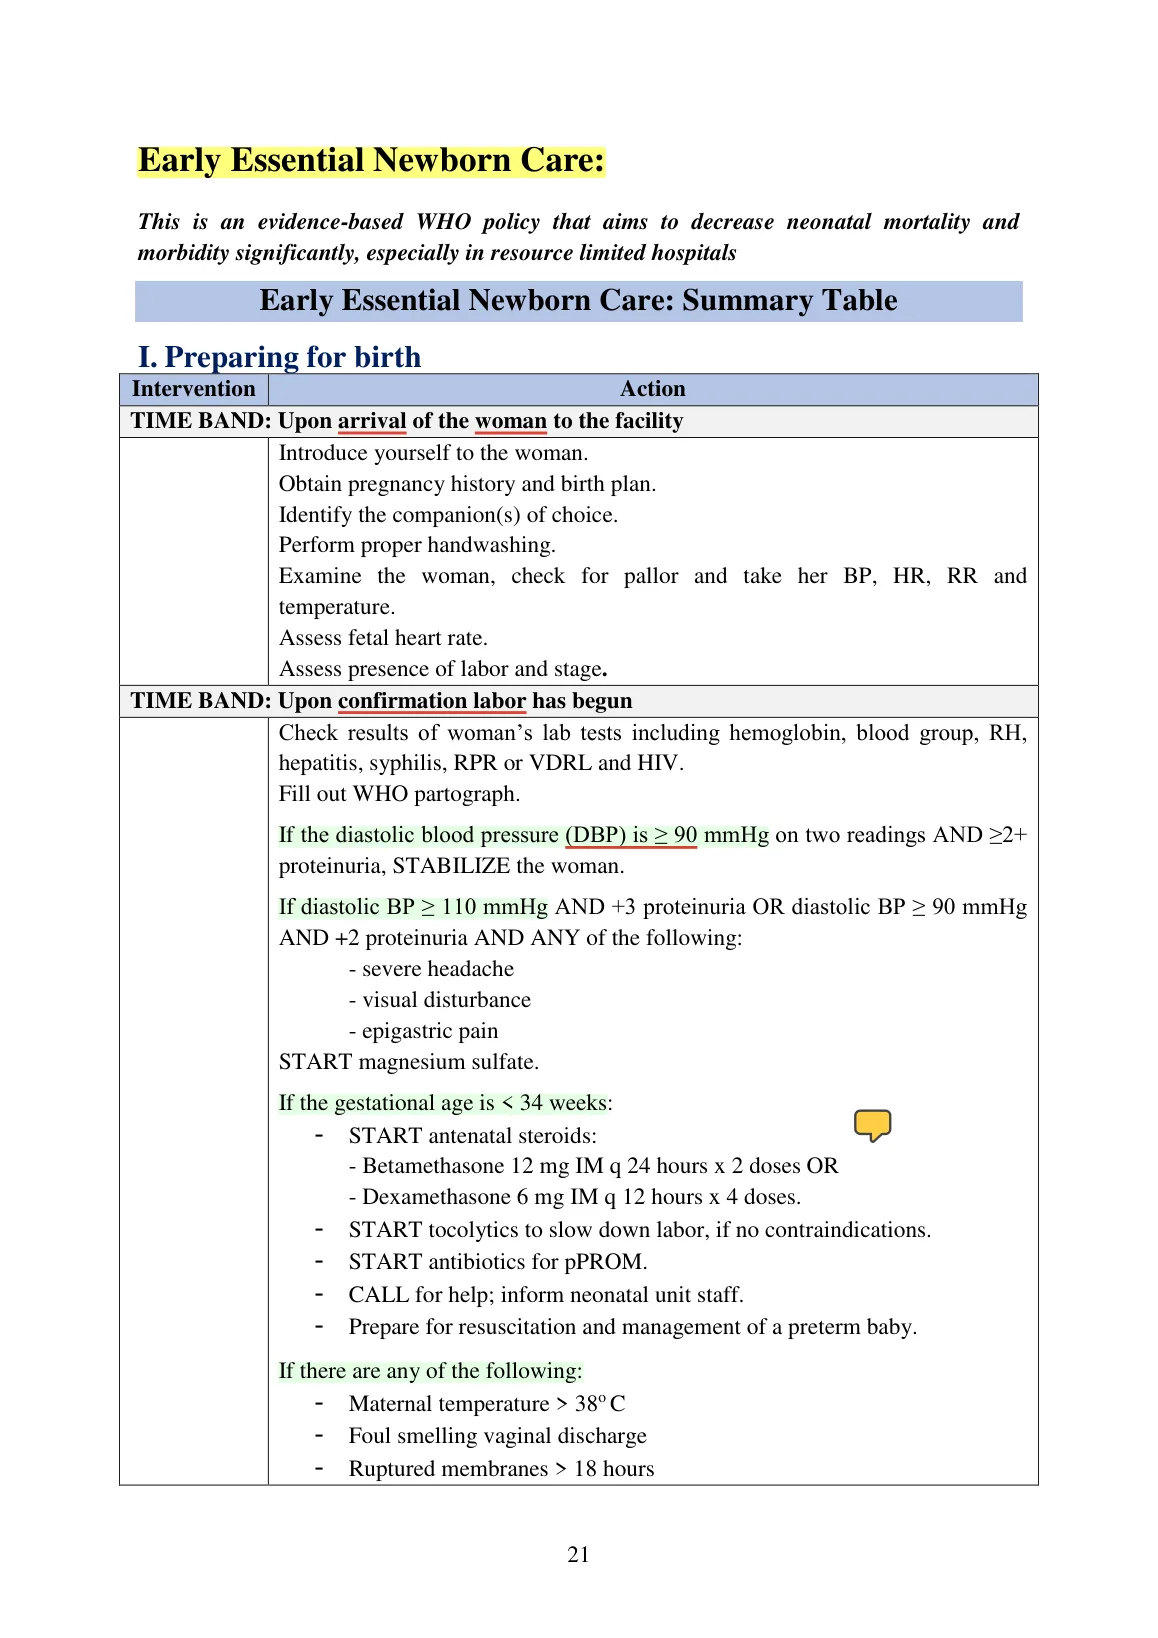 Early Essential Newborn Care:
This is an evidence-based WHO policy that aims to decrease neonatal mortality and
morbidity significantly, especially in resource limited hospitals
Early Essential Newborn Care: Summary Table
I. Preparing for birth
Intervention Action
TIME BAND: Upon arrival of the woman to the facility
Introduce yourself to the woman.
Obtain pregnancy history and birth plan.
Identify the companion(s) of choice.
Perform proper handwashing.
Examine the woman, check for pallor and take her BP, HR, RR and
temperature.
Assess fetal heart rate.
Assess presence of labor and stage.
TIME BAND: Upon confirmation labor has begun
Check results of woman’s lab tests including hemoglobin, blood group, RH,
hepatitis, syphilis, RPR or VDRL and HIV.
Fill out WHO partograph.
If the diastolic blood pressure (DBP) is ≥ 90 mmHg on two readings AND ≥2+
proteinuria, STABILIZE the woman.
If diastolic BP ≥ 110 mmHg AND +3 proteinuria OR diastolic BP ≥ 90 mmHg
AND +2 proteinuria AND ANY of the following:
- severe headache
- visual disturbance
- epigastric pain
START magnesium sulfate.
If the gestational age is < 34 weeks:
- START antenatal steroids:
- Betamethasone 12 mg IM q 24 hours x 2 doses OR
- Dexamethasone 6 mg IM q 12 hours x 4 doses.
- START tocolytics to slow down labor, if no contraindications.
- START antibiotics for pPROM.
- CALL for help; inform neonatal unit staff.
- Prepare for resuscitation and management of a preterm baby.
If there are any of the following:
- Maternal temperature > 38º C
- Foul smelling vaginal discharge
- Ruptured membranes > 18 hours
21